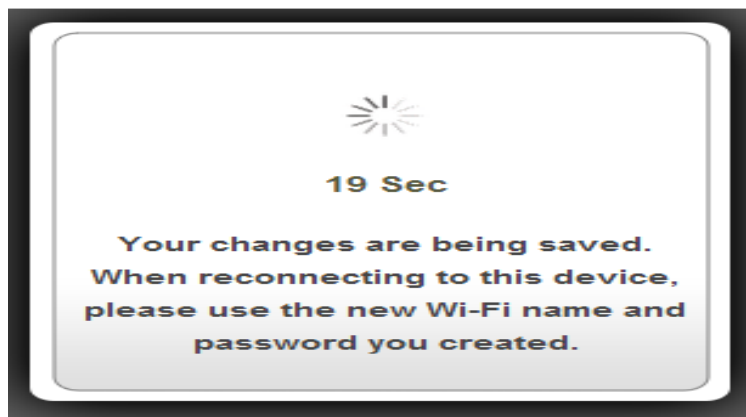 19 Sec
Your changes are being saved.
When reconnecting to this device,
please use the new Wi-Fi name and
password you created.